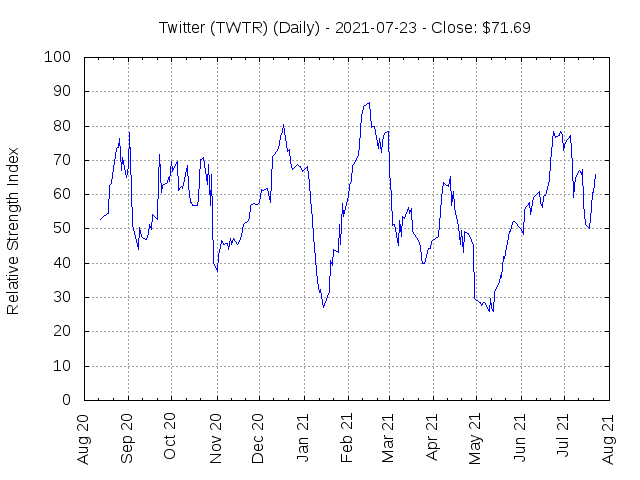 Twitter (TWTR) (Daily) - 2021-07-23 - Close: $71.69
Relative Strength Index
100
90
80
70
60
50
40
30
20
10
0
Aug 20
Sep 20
Oct 20
Nov 20
Dec 20
Jan 21
Feb 21
Mar 21
Apr 21
May 21
Jun 21
Jul 21
Aug 21